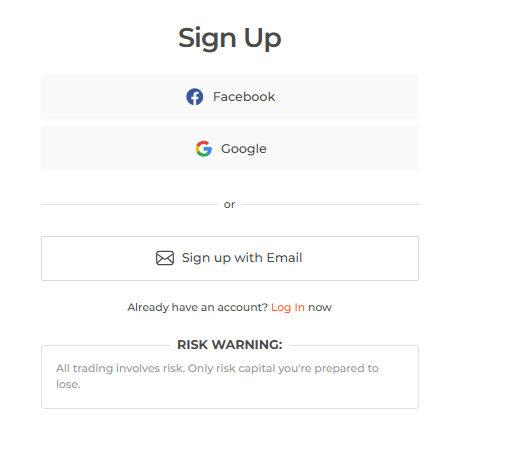 Sign Up
Facebook
Google
or
Sign up with Email
Already have an account? Log In now
RISK WARNING:
All trading involves risk. Only risk capital you're prepared to
lose.